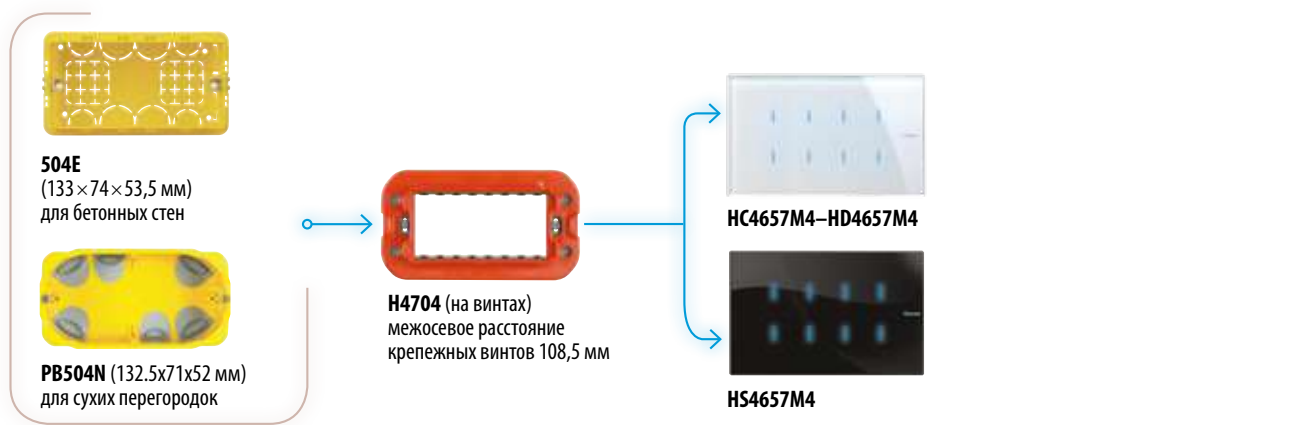 504E
(133×74×53,5 мм)
для бетонных стен
PB504N (132.5x71x52 мм)
для сухих перегородок
H4704 (на винтах)
межосевое расстояние
крепежных винтов 108,5 мм
HC4657M4–HD4657M4
HS4657M4